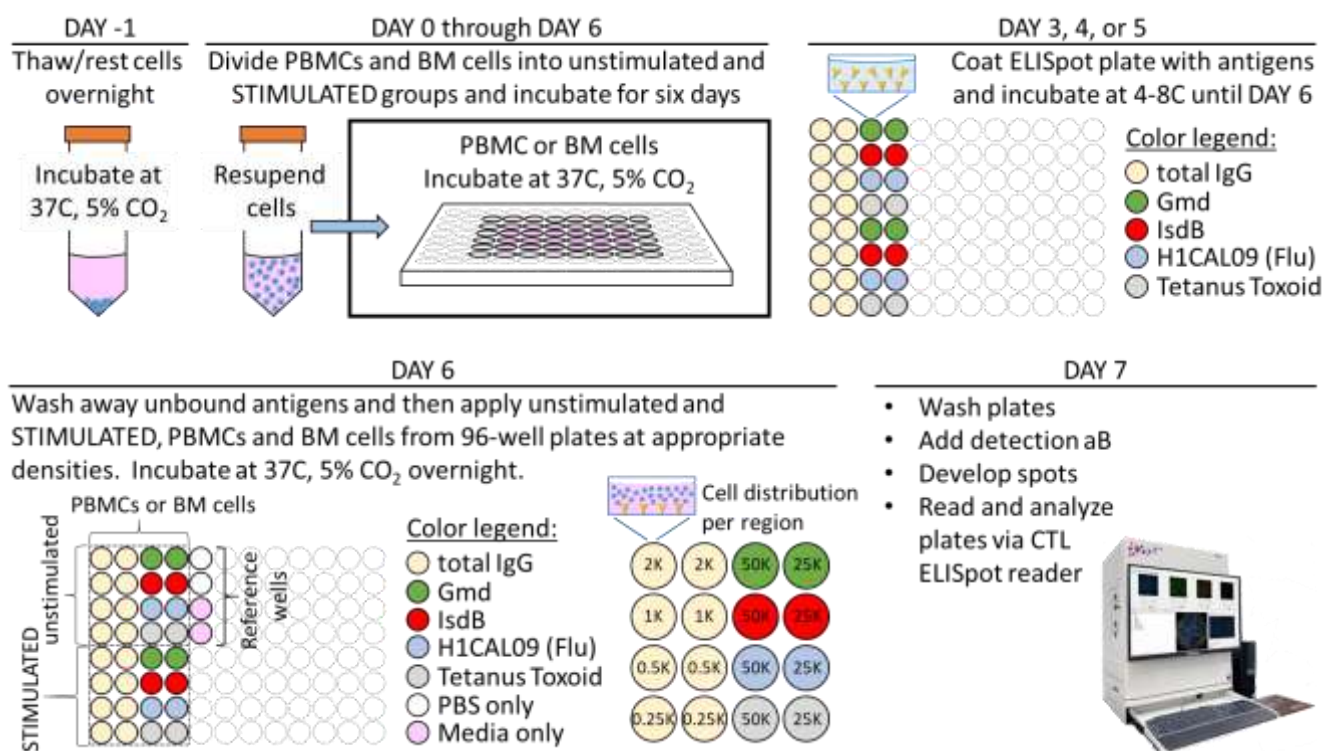 DAY -1
Thaw/rest cells
overnight
Incubate at
37C, 5% CO₂
DAY 0 through DAY 6
Divide PBMCs and BM cells into unstimulated and
STIMULATED groups and incubate for six days
Resupend
cells
PBMC or BM cells
Incubate at 37C, 5% CO₂
DAY 3, 4, or 5
Coat ELISpot plate with antigens
and incubate at 4-8C until DAY 6
Color legend:
total IgG
Gmd
IsdB
H1CAL09 (Flu)
Tetanus Toxoid
DAY 6
Wash away unbound antigens and then apply unstimulated and
STIMULATED, PBMCs and BM cells from 96-well plates at appropriate
densities. Incubate at 37C, 5% CO₂ overnight.
PBMCs or BM cells
unstimulated
STIMULATED
Reference
wells
Color legend:
total IgG
Gmd
IsdB
H1CAL09 (Flu)
Tetanus Toxoid
PBS only
Media only
Cell distribution
per region
2K 2K 50K 25K
1K 1K 50K 25K
0.5K 0.5K 50K 25K
0.25K 0.25K 50K 25K
DAY 7
• Wash plates
• Add detection aB
• Develop spots
• Read and analyze
plates via CTL
ELISpot reader